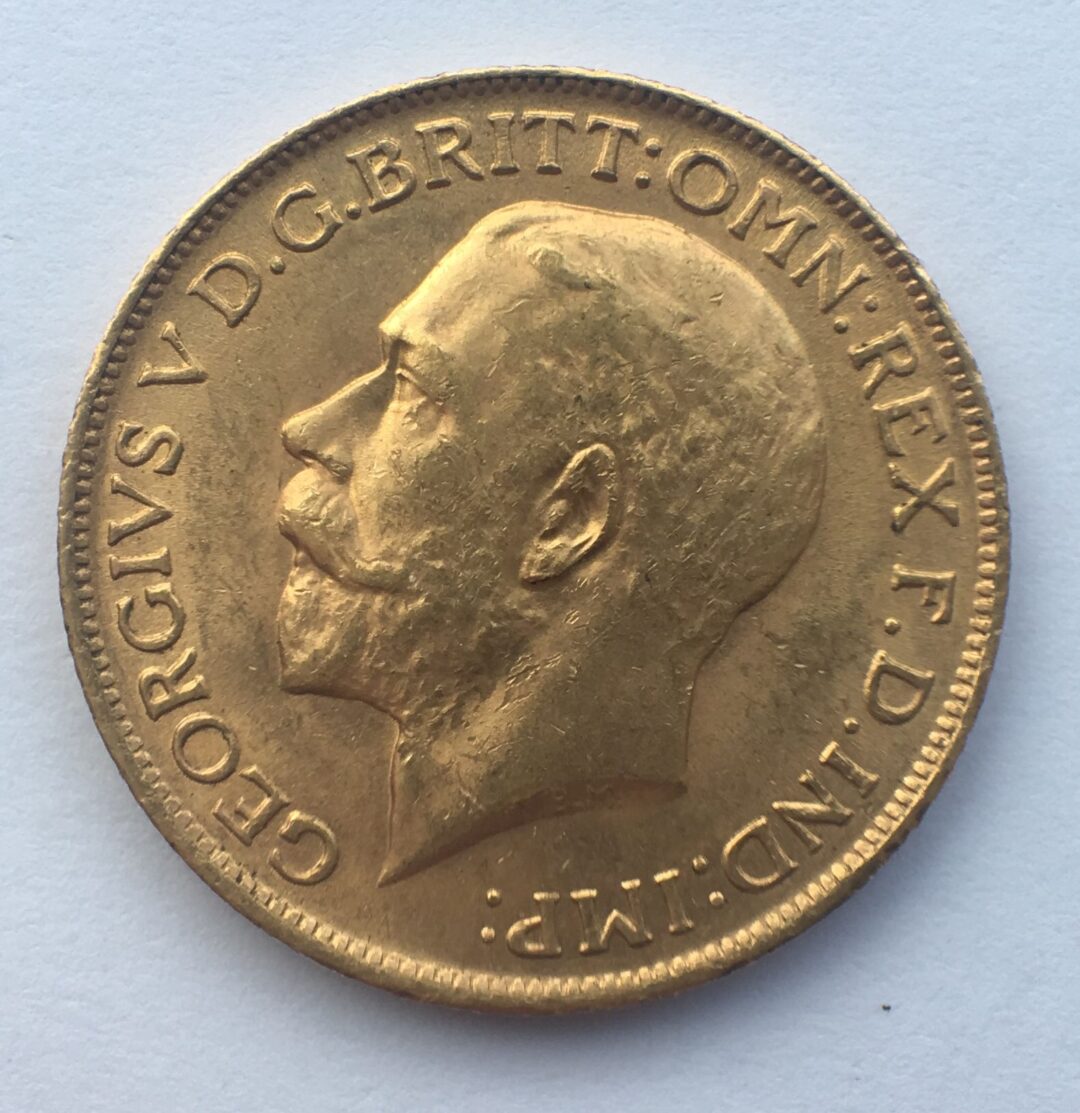 GEORGIVS V D.G.BRITT:OMN:REX F.D.IND:IMP:
B.M.